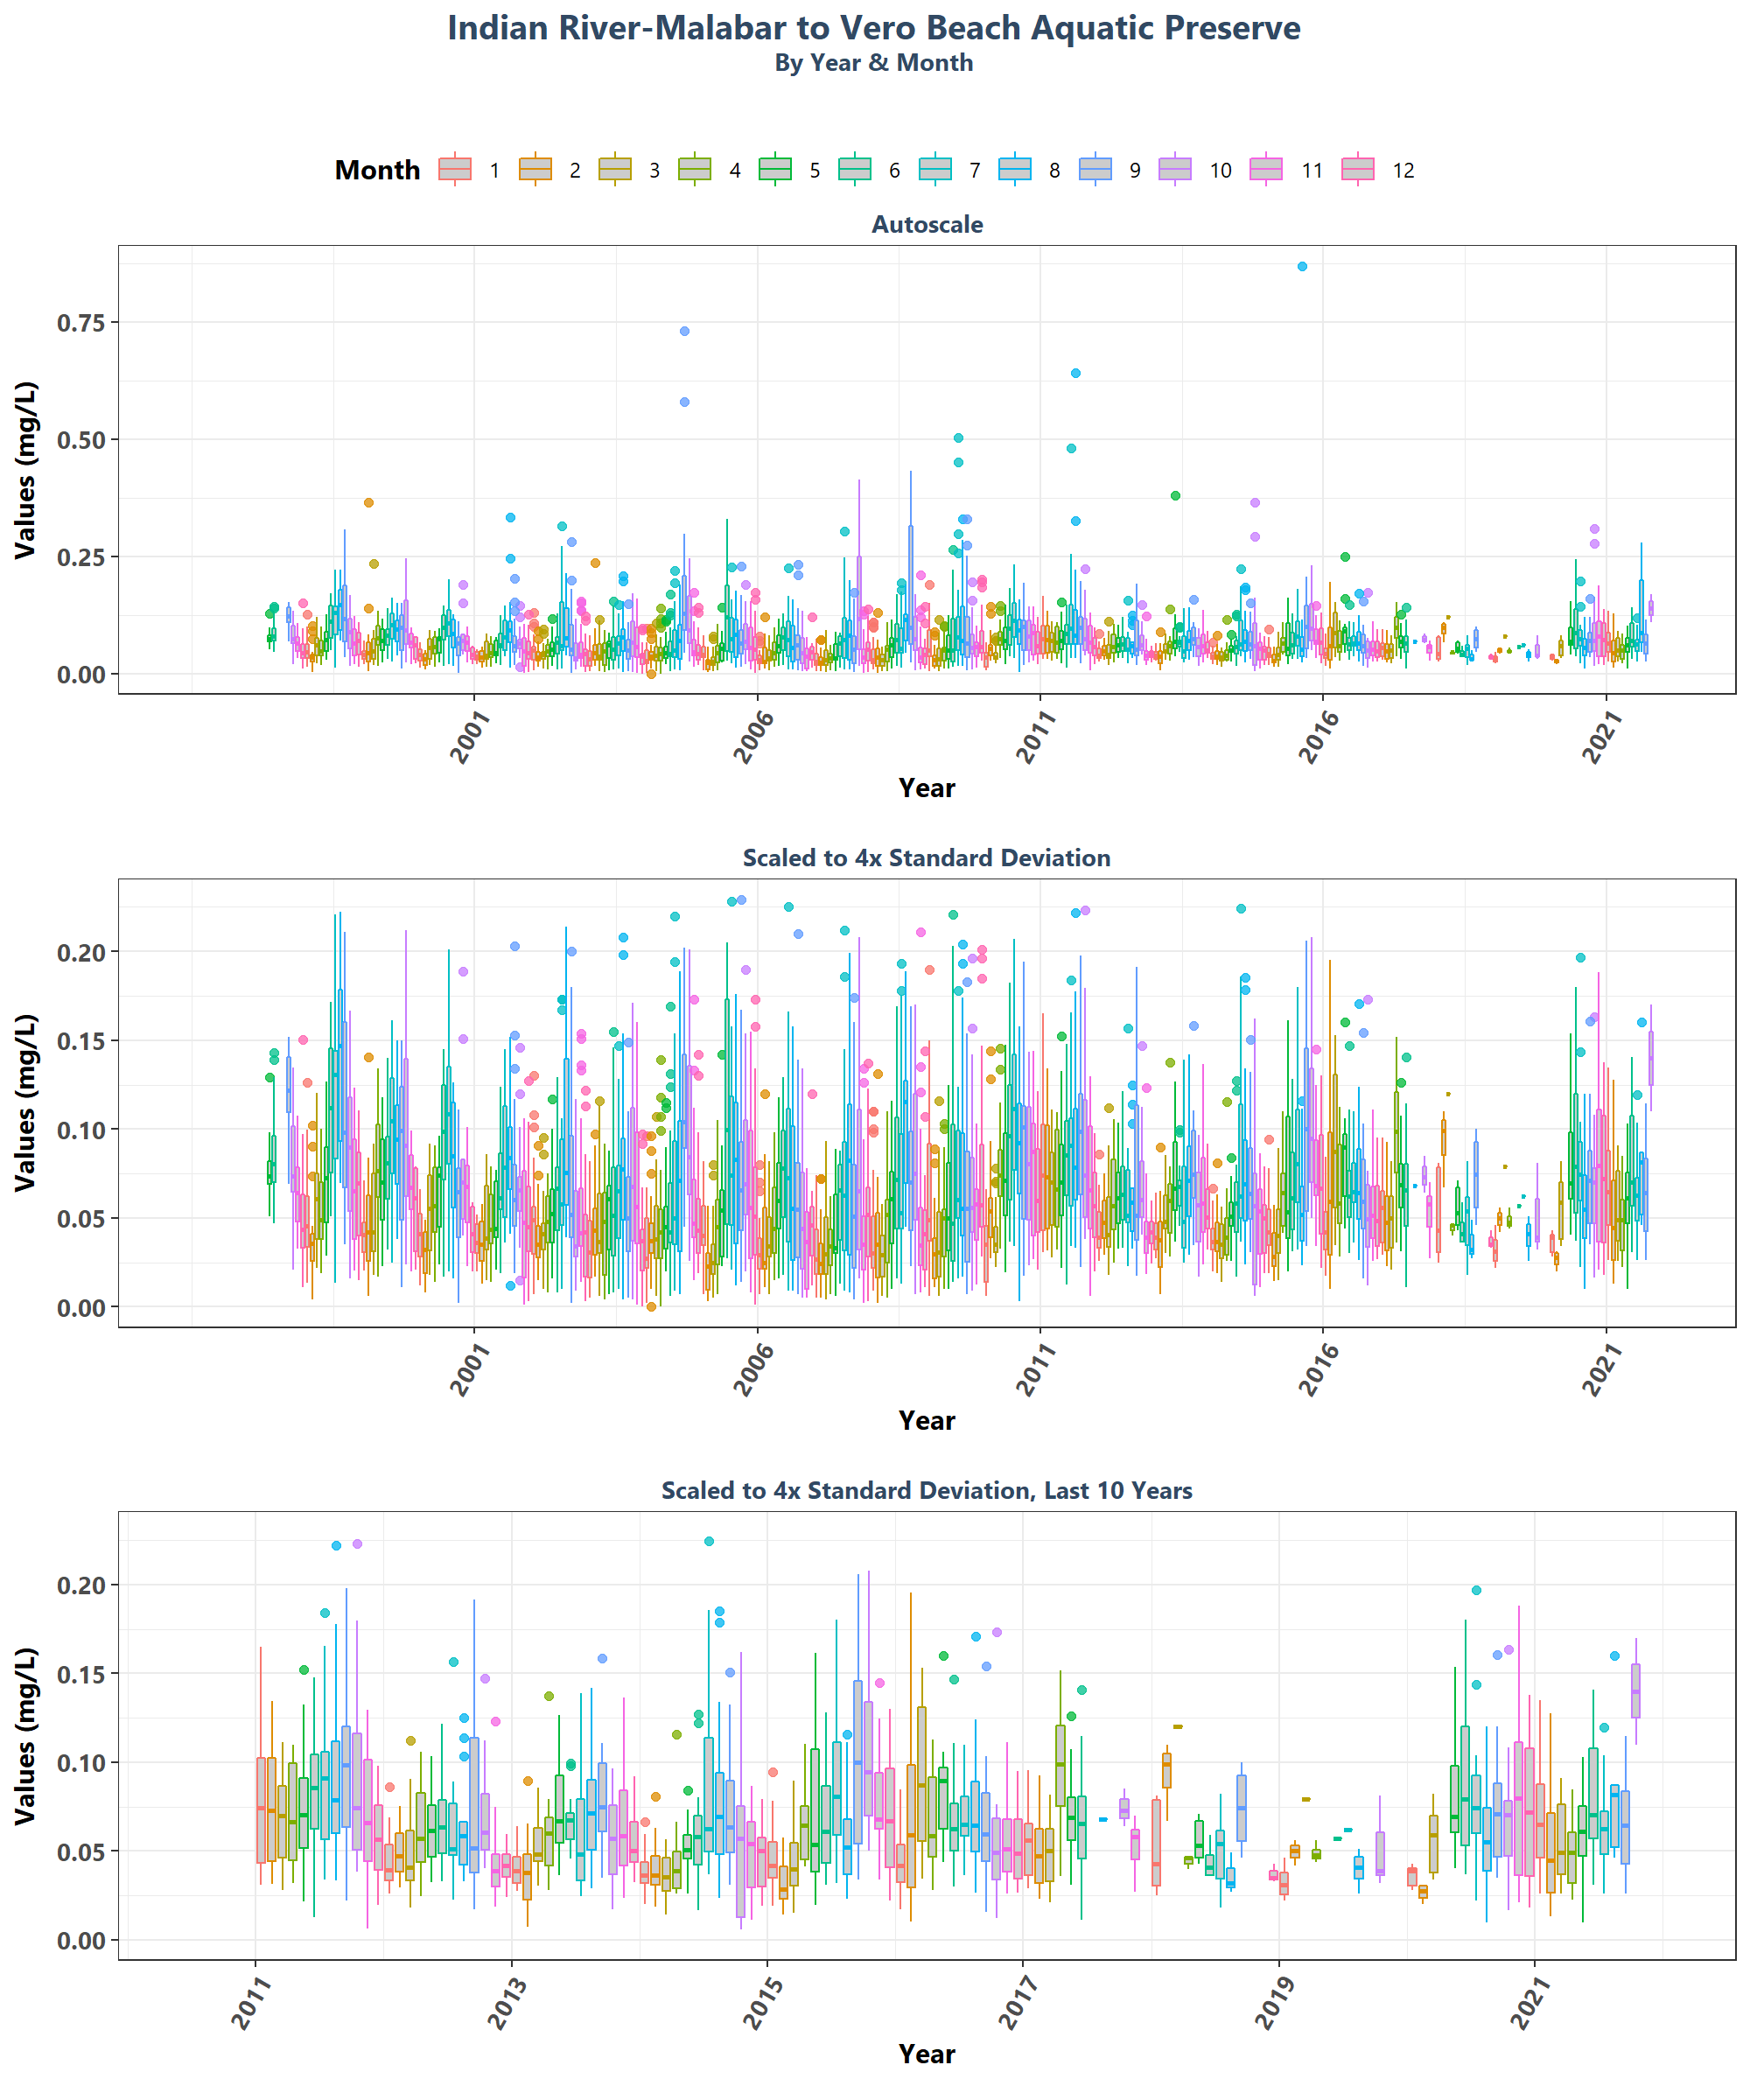 Indian River-Malabar to Vero Beach Aquatic Preserve
By Year & Month
Month 1 2 3 4 5 6 7 8 9 10 11 12
Autoscale
Values (mg/L)
0.75
0.50
0.25
0.00
2001 2006 2011 2016 2021
Year
Scaled to 4x Standard Deviation
Values (mg/L)
0.20
0.15
0.10
0.05
0.00
2001 2006 2011 2016 2021
Year
Scaled to 4x Standard Deviation, Last 10 Years
Values (mg/L)
0.20
0.15
0.10
0.05
0.00
2011 2013 2015 2017 2019 2021
Year